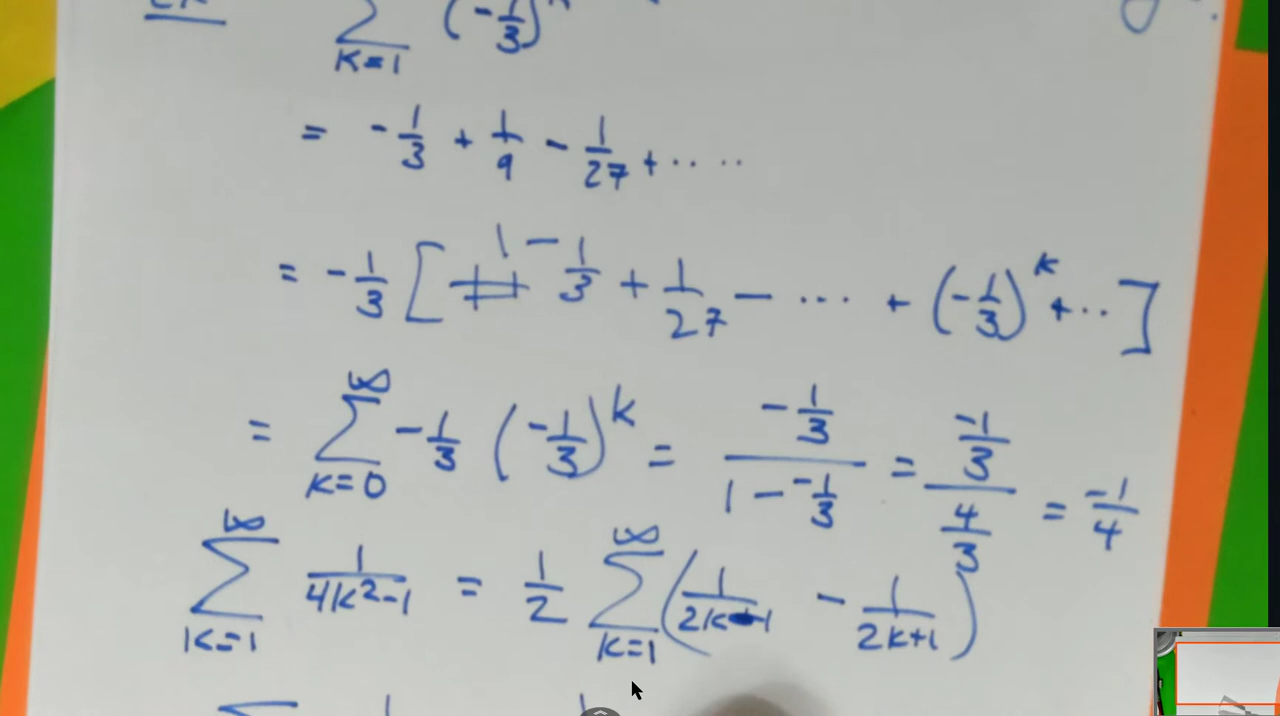 Ex
∑ K=1 (-1/3)^k
= -1/3 + 1/9 - 1/27 + ....
= -1/3 [ 1 - 1/3 + 1/27 - ... + (-1/3)^k + .. ]
= ∑ K=0 ∞ -1/3 (-1/3)^k = (-1/3)/(1 - -1/3) = (-1/3)/(4/3) = -1/4
∑ K=1 ∞ 1/(4K²-1) = 1/2 ∑ K=1 ∞ (1/(2K-1) - 1/(2K+1))